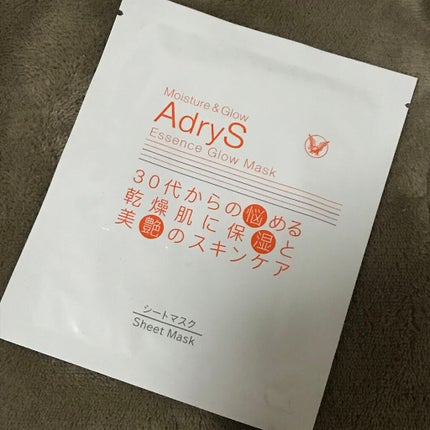 Moisture & Glow
AdryS
Essence Glow Mask
30代からの悩める
乾燥肌に保湿と
美艶のスキンケア
シートマスク
Sheet Mask